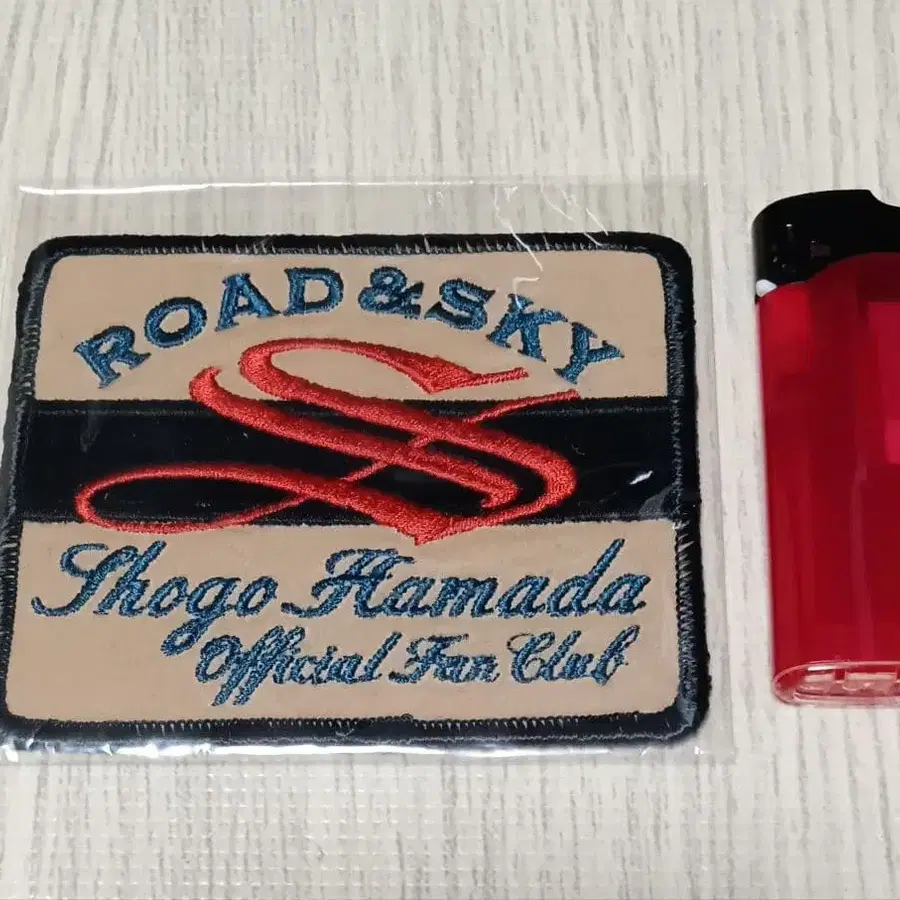 ROAD & SKY
S
Shogo Hamada
Official Fan Club